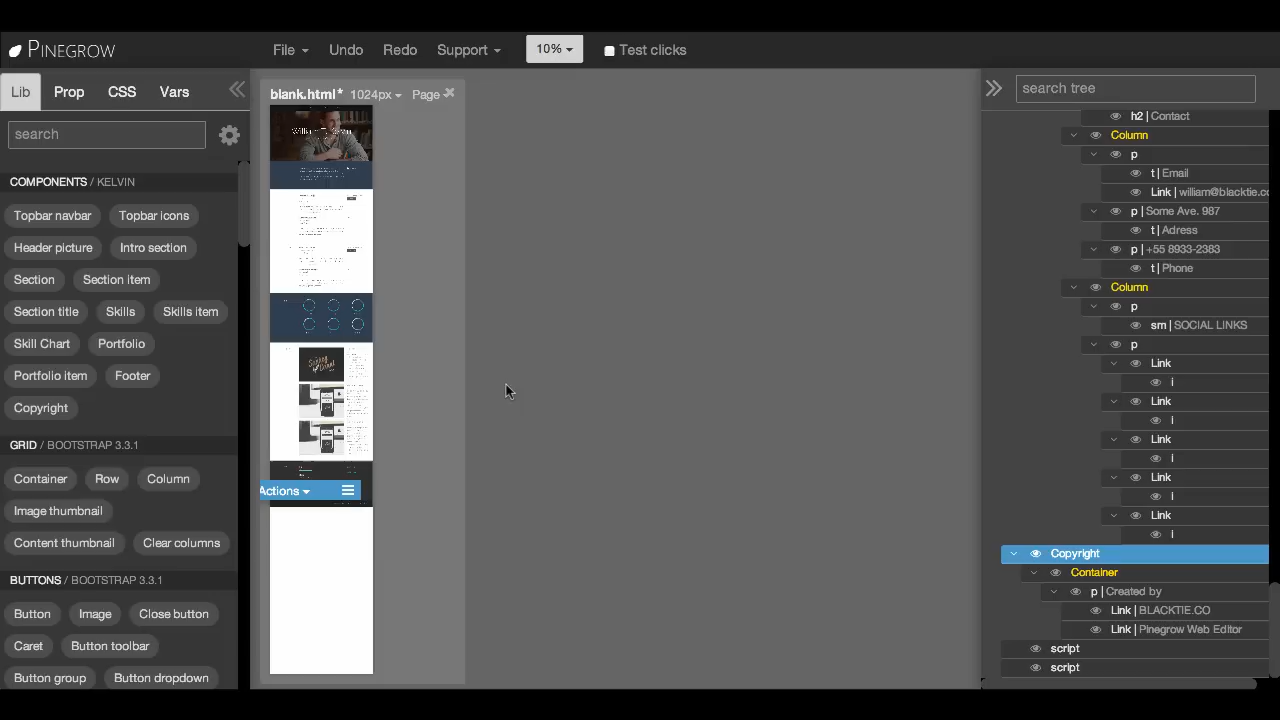 PINEGROW File Undo Redo Support 10% Test clicks
Lib Prop CSS Vars
search
COMPONENTS / KELVIN
Topbar navbar Topbar icons
Header picture Intro section
Section Section item
Section title Skills Skills item
Skill Chart Portfolio
Portfolio item Footer
Copyright
GRID / BOOTSTRAP 3.3.1
Container Row Column
Image thumbnail
Content thumbnail Clear columns
BUTTONS / BOOTSTRAP 3.3.1
Button Image Close button
Caret Button toolbar
Button group Button dropdown
blank.html* 1024px Page
Actions
search tree
h2 | Contact
Column
p
t | Email
Link | william@blacktie.co
p | Some Ave. 987
t | Adress
p | +55 8933-2383
t | Phone
Column
p
sm | SOCIAL LINKS
p
Link
i
Link
i
Link
i
Link
i
Link
i
Copyright
Container
p | Created by
Link | BLACKTIE.CO
Link | Pinegrow Web Editor
script
script